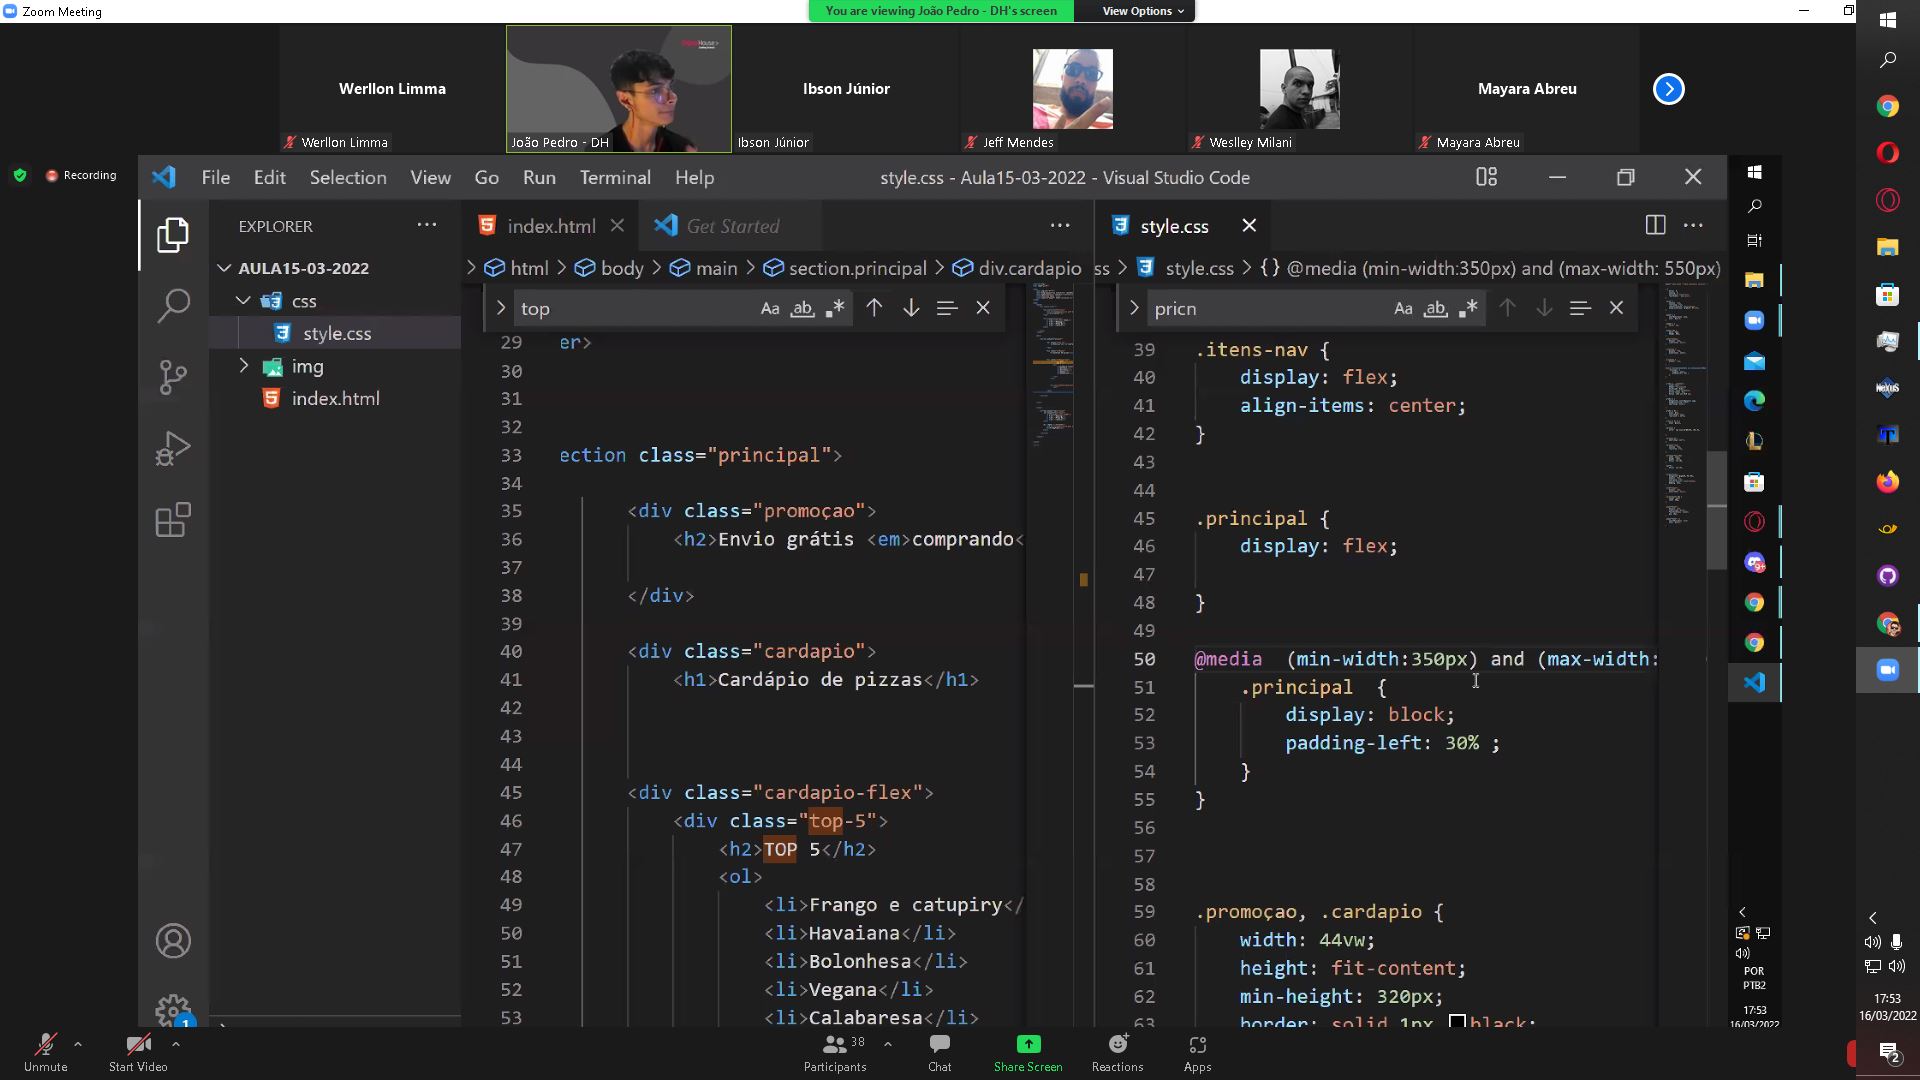 Zoom Meeting
You are viewing João Pedro - DH's screen
View Options
Werllon Limma
Ibson Júnior
Mayara Abreu
Werllon Limma
João Pedro - DH
Ibson Júnior
Jeff Mendes
Weslley Milani
Mayara Abreu
Recording
File Edit Selection View Go Run Terminal Help
style.css - Aula15-03-2022 - Visual Studio Code
EXPLORER
AULA15-03-2022
css
style.css
img
index.html
index.html
Get Started
html > body > main > section.principal > div.cardapio
top
Aa ab
29 er>
30
31
32
33 ection class="principal">
34
35 <div class="promoçao">
36 <h2>Envio grátis <em>comprando<
37
38 </div>
39
40 <div class="cardapio">
41 <h1>Cardápio de pizzas</h1>
42
43
44
45 <div class="cardapio-flex">
46 <div class="top-5">
47 <h2>TOP 5</h2>
48 <ol>
49 <li>Frango e catupiry</
50 <li>Havaiana</li>
51 <li>Bolonhesa</li>
52 <li>Vegana</li>
53 <li>Calabaresa</li>
style.css
ss > style.css > {} @media (min-width:350px) and (max-width: 550px)
pricn
Aa ab
39 .itens-nav {
40 display: flex;
41 align-items: center;
42 }
43
44
45 .principal {
46 display: flex;
47
48 }
49
50 @media  (min-width:350px) and (max-width:
51 .principal  {
52 display: block;
53 padding-left: 30% ;
54 }
55 }
56
57
58
59 .promoçao, .cardapio {
60 width: 44vw;
61 height: fit-content;
62 min-height: 320px;
63 border: solid 1px black;
1
POR
PTB2
17:53
16/03/2022
17:53
16/03/2022
2
Unmute
Start Video
38
Participants
Chat
Share Screen
Reactions
Apps